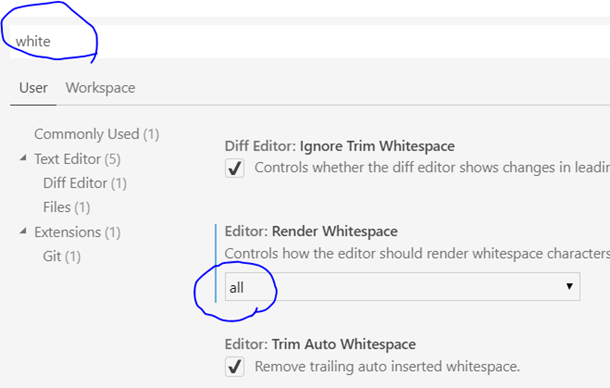 white
User Workspace
Commonly Used (1)
Text Editor (5)
Diff Editor (1)
Files (1)
Extensions (1)
Git (1)
Diff Editor: Ignore Trim Whitespace
Controls whether the diff editor shows changes in leadin
Editor: Render Whitespace
Controls how the editor should render whitespace characters
all
Editor: Trim Auto Whitespace
Remove trailing auto inserted whitespace.